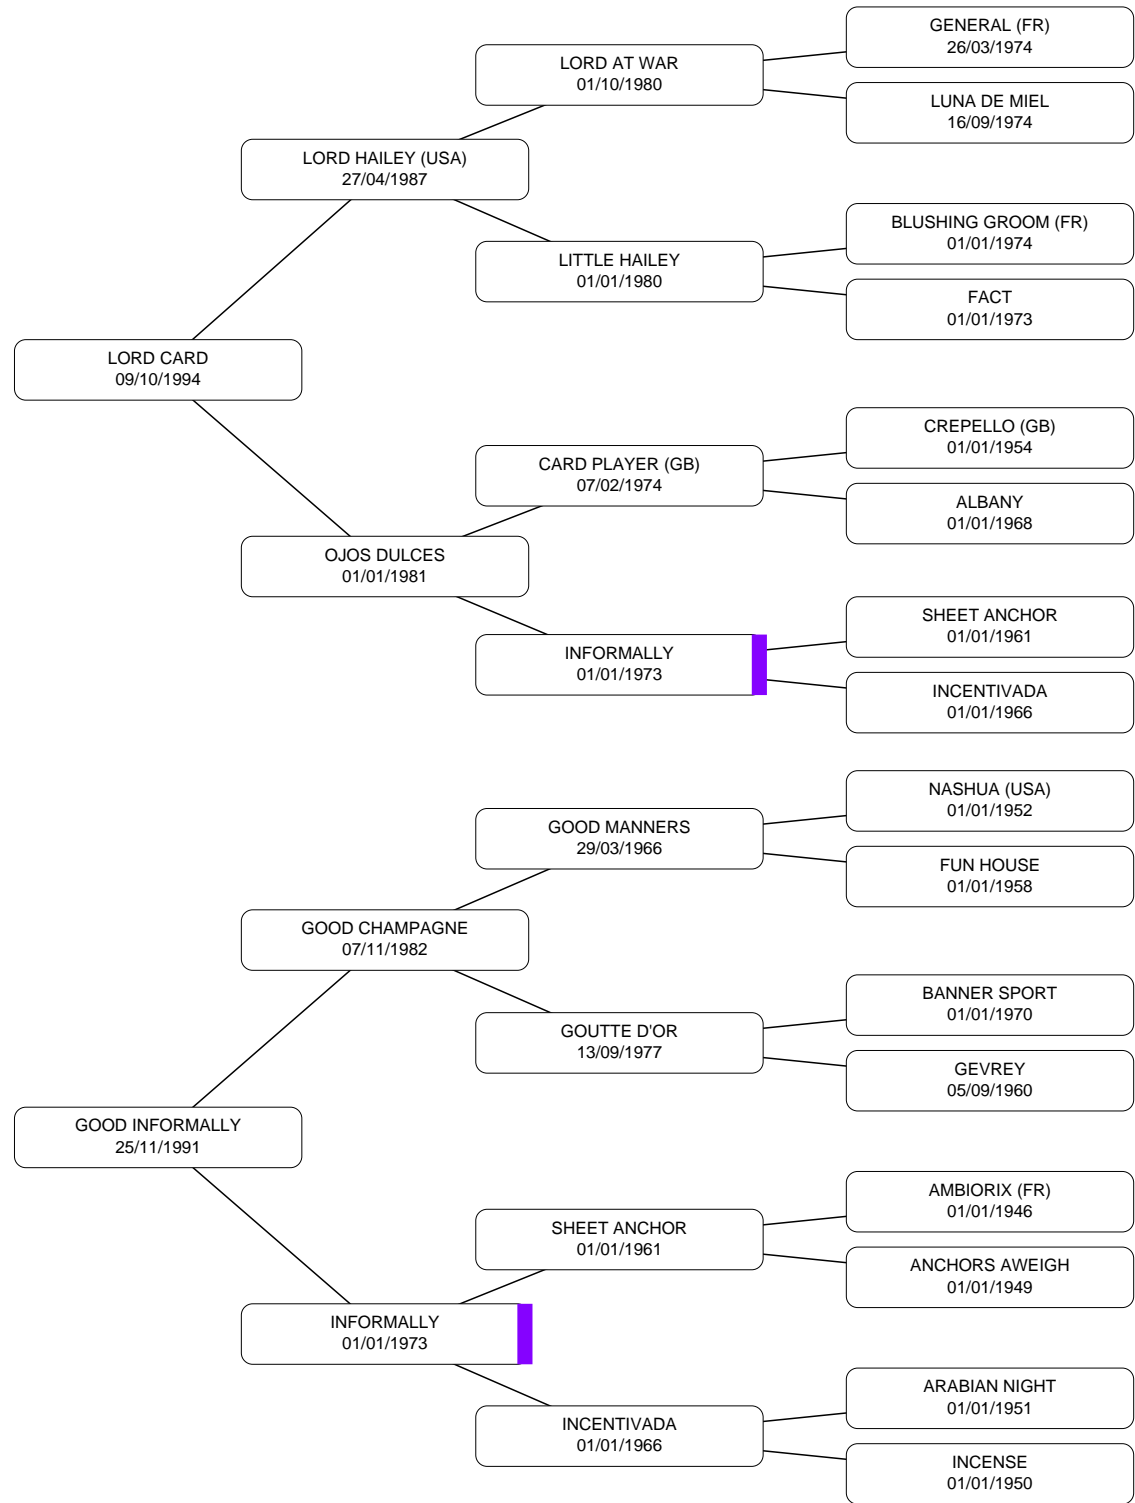 GENERAL (FR)
26/03/1974
LORD AT WAR
01/10/1980
LUNA DE MIEL
16/09/1974
LORD HAILEY (USA)
27/04/1987
BLUSHING GROOM (FR)
01/01/1974
LITTLE HAILEY
01/01/1980
FACT
01/01/1973
LORD CARD
09/10/1994
CREPELLO (GB)
01/01/1954
CARD PLAYER (GB)
07/02/1974
ALBANY
01/01/1968
OJOS DULCES
01/01/1981
SHEET ANCHOR
01/01/1961
INFORMALLY
01/01/1973
INCENTIVADA
01/01/1966
NASHUA (USA)
01/01/1952
GOOD MANNERS
29/03/1966
FUN HOUSE
01/01/1958
GOOD CHAMPAGNE
07/11/1982
BANNER SPORT
01/01/1970
GOUTTE D'OR
13/09/1977
GEVREY
05/09/1960
GOOD INFORMALLY
25/11/1991
AMBIORIX (FR)
01/01/1946
SHEET ANCHOR
01/01/1961
ANCHORS AWEIGH
01/01/1949
INFORMALLY
01/01/1973
ARABIAN NIGHT
01/01/1951
INCENTIVADA
01/01/1966
INCENSE
01/01/1950